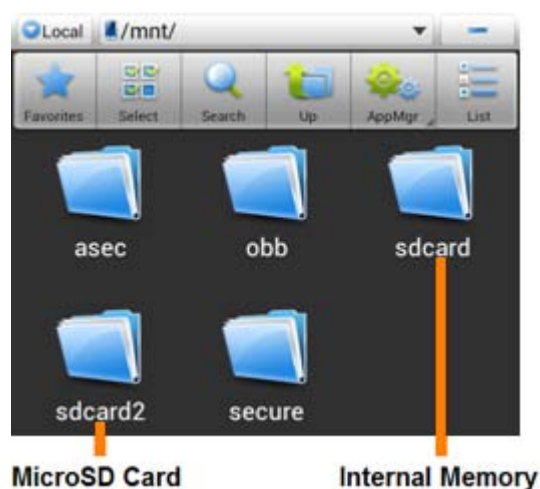 Local /mnt/
Favorites Select Search Up AppMgr List
asec obb sdcard
sdcard2 secure
MicroSD Card Internal Memory